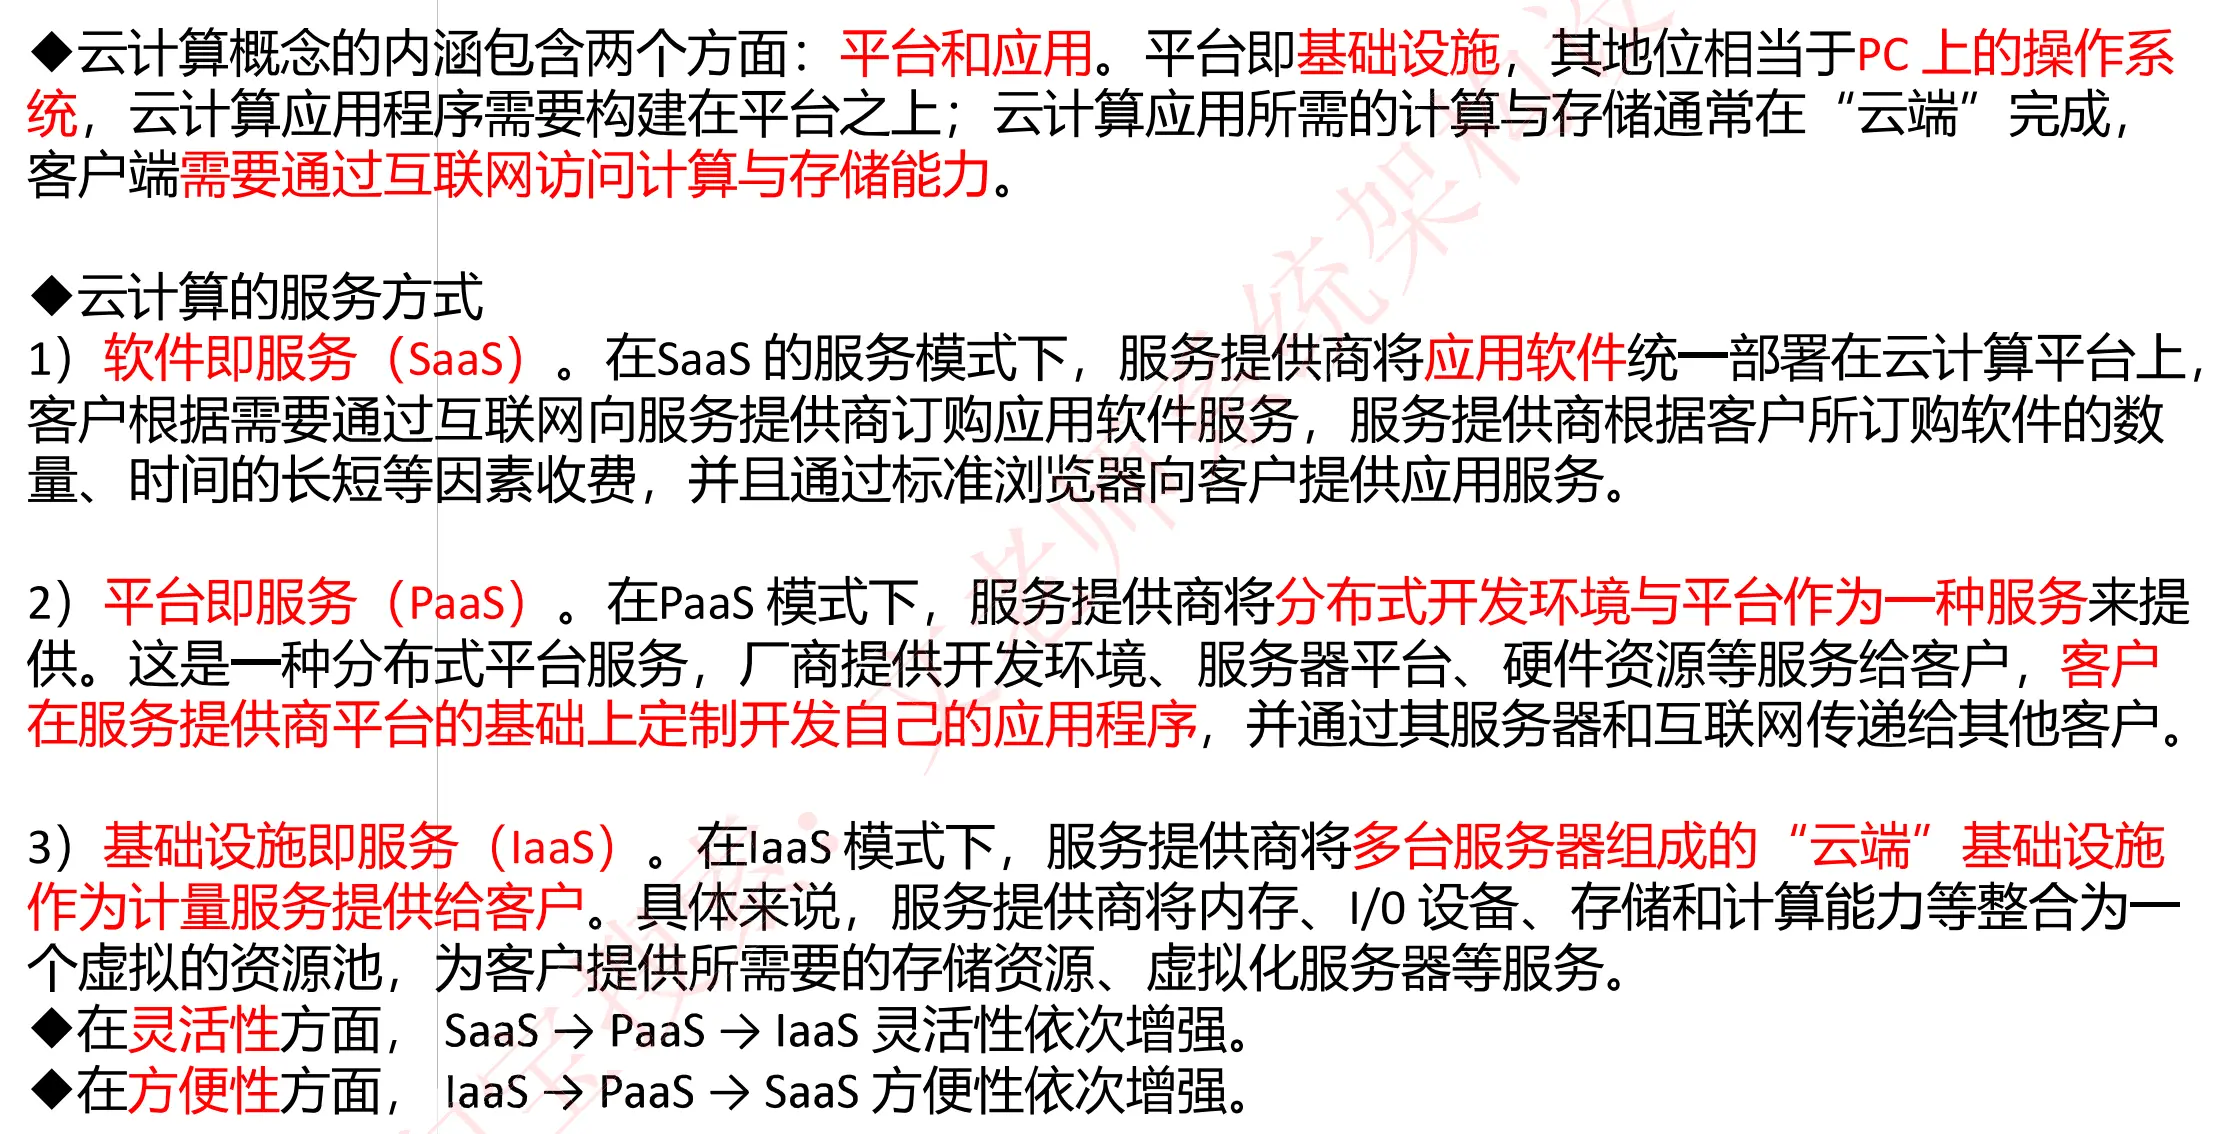 ◆云计算概念的内涵包含两个方面：平台和应用。平台即基础设施，其地位相当于PC 上的操作系
统，云计算应用程序需要构建在平台之上；云计算应用所需的计算与存储通常在“云端”完成，
客户端需要通过互联网访问计算与存储能力。
◆云计算的服务方式
1）软件即服务（SaaS）。在SaaS 的服务模式下，服务提供商将应用软件统一部署在云计算平台上，
客户根据需要通过互联网向服务提供商订购应用软件服务，服务提供商根据客户所订购软件的数
量、时间的长短等因素收费，并且通过标准浏览器向客户提供应用服务。
2）平台即服务（PaaS）。在PaaS 模式下，服务提供商将分布式开发环境与平台作为一种服务来提
供。这是一种分布式平台服务，厂商提供开发环境、服务器平台、硬件资源等服务给客户，客户
在服务提供商平台的基础上定制开发自己的应用程序，并通过其服务器和互联网传递给其他客户。
3）基础设施即服务（IaaS）。在IaaS 模式下，服务提供商将多台服务器组成的“云端”基础设施
作为计量服务提供给客户。具体来说，服务提供商将内存、I/0 设备、存储和计算能力等整合为一
个虚拟的资源池，为客户提供所需要的存储资源、虚拟化服务器等服务。
◆在灵活性方面， SaaS → PaaS → IaaS 灵活性依次增强。
◆在方便性方面， IaaS → PaaS → SaaS 方便性依次增强。
宝搜索：文老师系统架构设